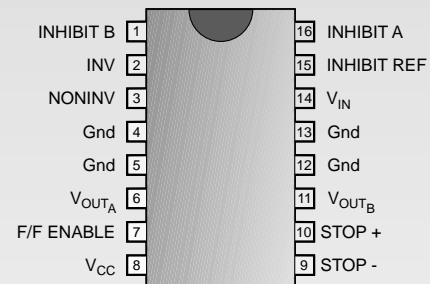 INHIBIT B 1 16 INHIBIT A
INV 2 15 INHIBIT REF
NONINV 3 14 VIN
Gnd 4 13 Gnd
Gnd 5 12 Gnd
VOUTA 6 11 VOUTB
F/F ENABLE 7 10 STOP +
VCC 8 9 STOP -